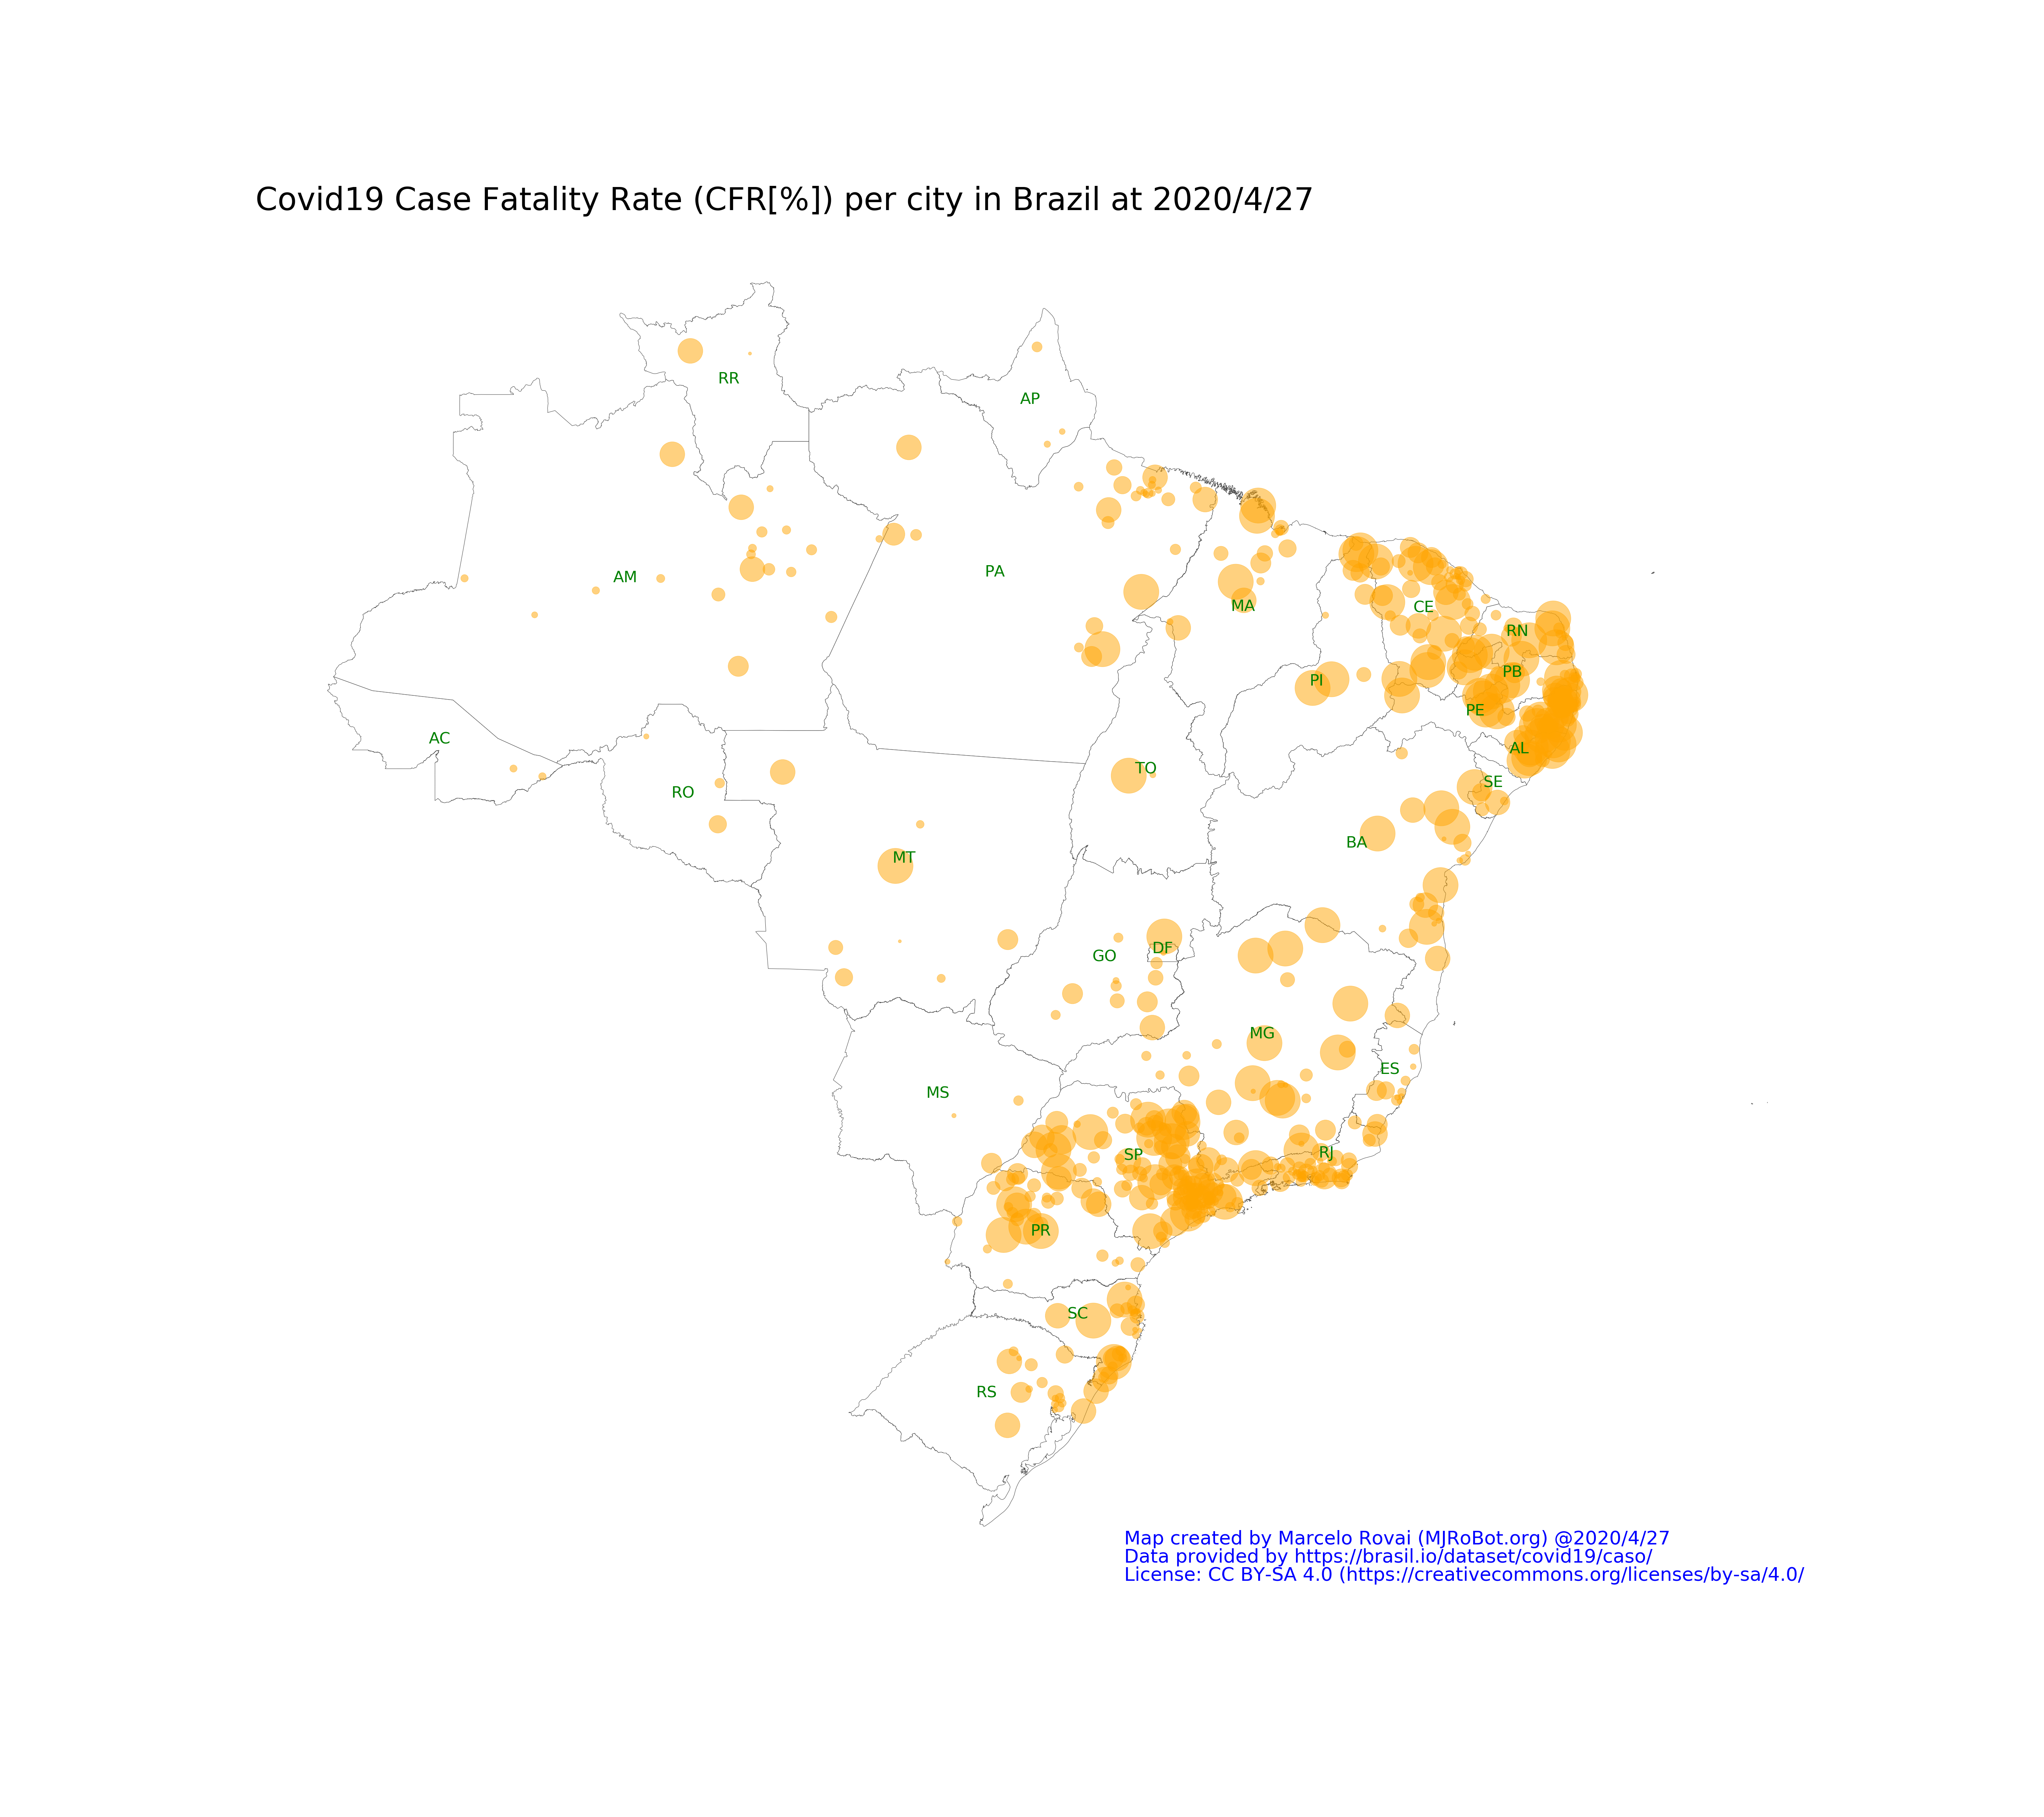 Covid19 Case Fatality Rate (CFR[%]) per city in Brazil at 2020/4/27
RR
AP
AM
PA
MA
CE
RN
PB
PI
PE
AC
AL
TO
SE
RO
BA
MT
DF
GO
MG
ES
MS
RJ
SP
PR
SC
RS
Map created by Marcelo Rovai (MJRoBot.org) @2020/4/27
Data provided by https://brasil.io/dataset/covid19/caso/
License: CC BY-SA 4.0 (https://creativecommons.org/licenses/by-sa/4.0/